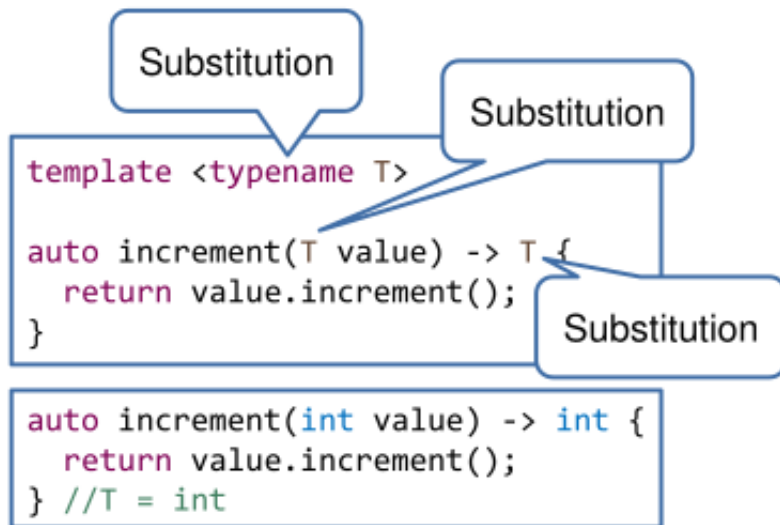 Substitution
Substitution
template <typename T>
auto increment(T value) -> T {
  return value.increment();
}
Substitution
auto increment(int value) -> int {
  return value.increment();
} //T = int